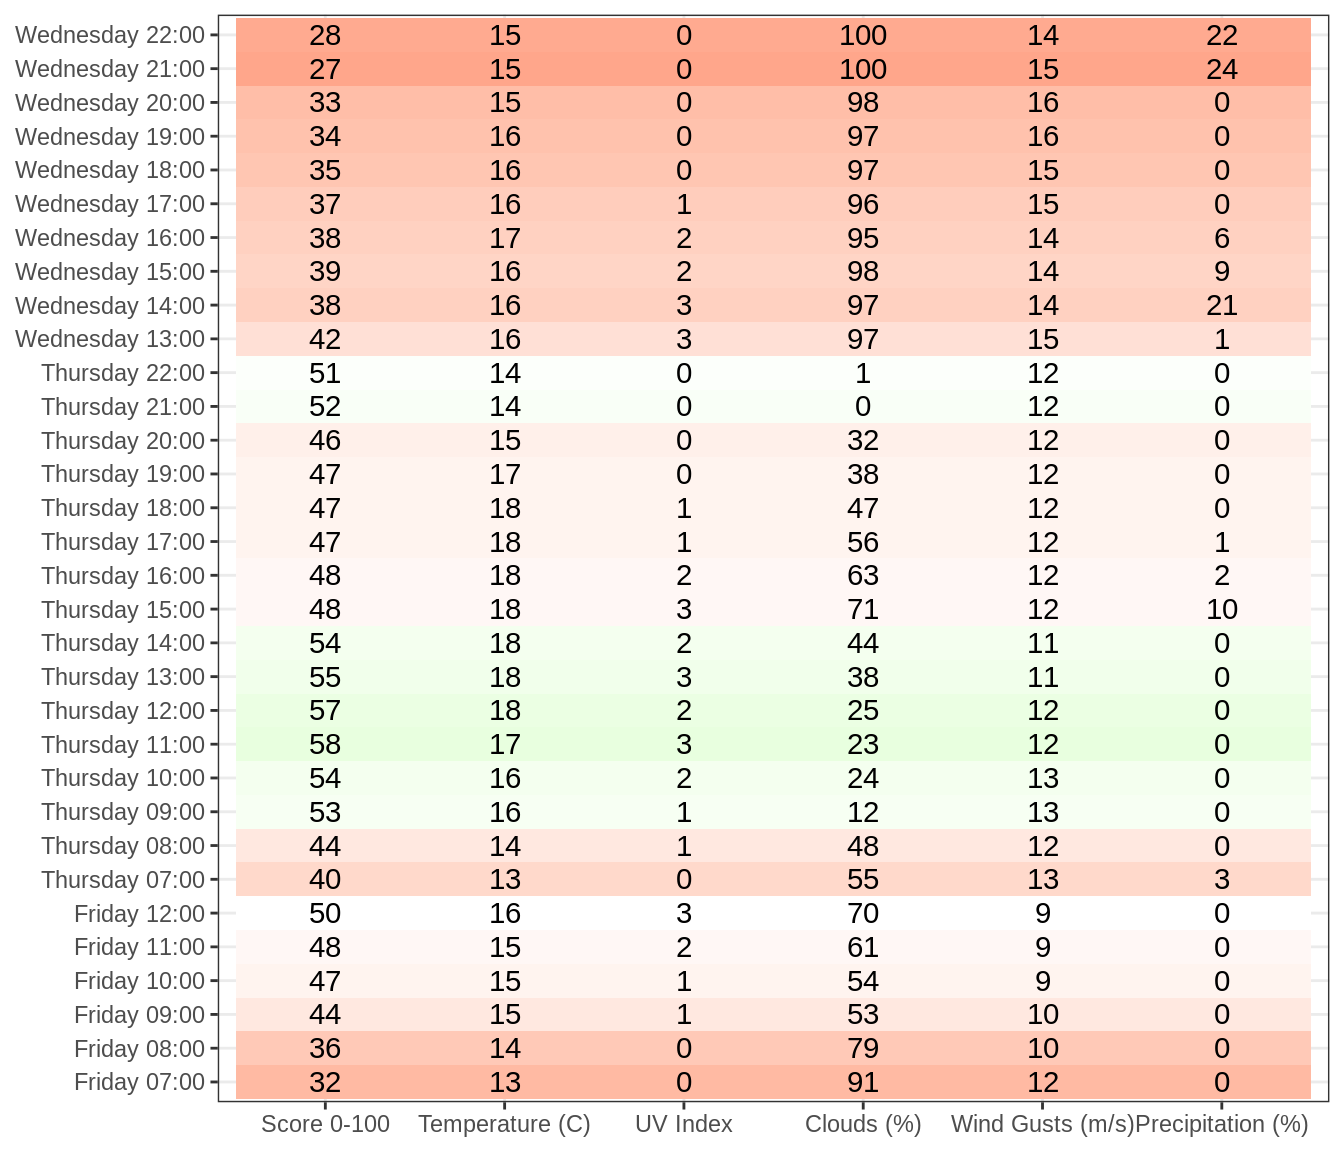 Wednesday 22:00 28 15 0 100 14 22
Wednesday 21:00 27 15 0 100 15 24
Wednesday 20:00 33 15 0 98 16 0
Wednesday 19:00 34 16 0 97 16 0
Wednesday 18:00 35 16 0 97 15 0
Wednesday 17:00 37 16 1 96 15 0
Wednesday 16:00 38 17 2 95 14 6
Wednesday 15:00 39 16 2 98 14 9
Wednesday 14:00 38 16 3 97 14 21
Wednesday 13:00 42 16 3 97 15 1
Thursday 22:00 51 14 0 1 12 0
Thursday 21:00 52 14 0 0 12 0
Thursday 20:00 46 15 0 32 12 0
Thursday 19:00 47 17 0 38 12 0
Thursday 18:00 47 18 1 47 12 0
Thursday 17:00 47 18 1 56 12 1
Thursday 16:00 48 18 2 63 12 2
Thursday 15:00 48 18 3 71 12 10
Thursday 14:00 54 18 2 44 11 0
Thursday 13:00 55 18 3 38 11 0
Thursday 12:00 57 18 2 25 12 0
Thursday 11:00 58 17 3 23 12 0
Thursday 10:00 54 16 2 24 13 0
Thursday 09:00 53 16 1 12 13 0
Thursday 08:00 44 14 1 48 12 0
Thursday 07:00 40 13 0 55 13 3
Friday 12:00 50 16 3 70 9 0
Friday 11:00 48 15 2 61 9 0
Friday 10:00 47 15 1 54 9 0
Friday 09:00 44 15 1 53 10 0
Friday 08:00 36 14 0 79 10 0
Friday 07:00 32 13 0 91 12 0
Score 0-100 Temperature (C) UV Index Clouds (%) Wind Gusts (m/s) Precipitation (%)